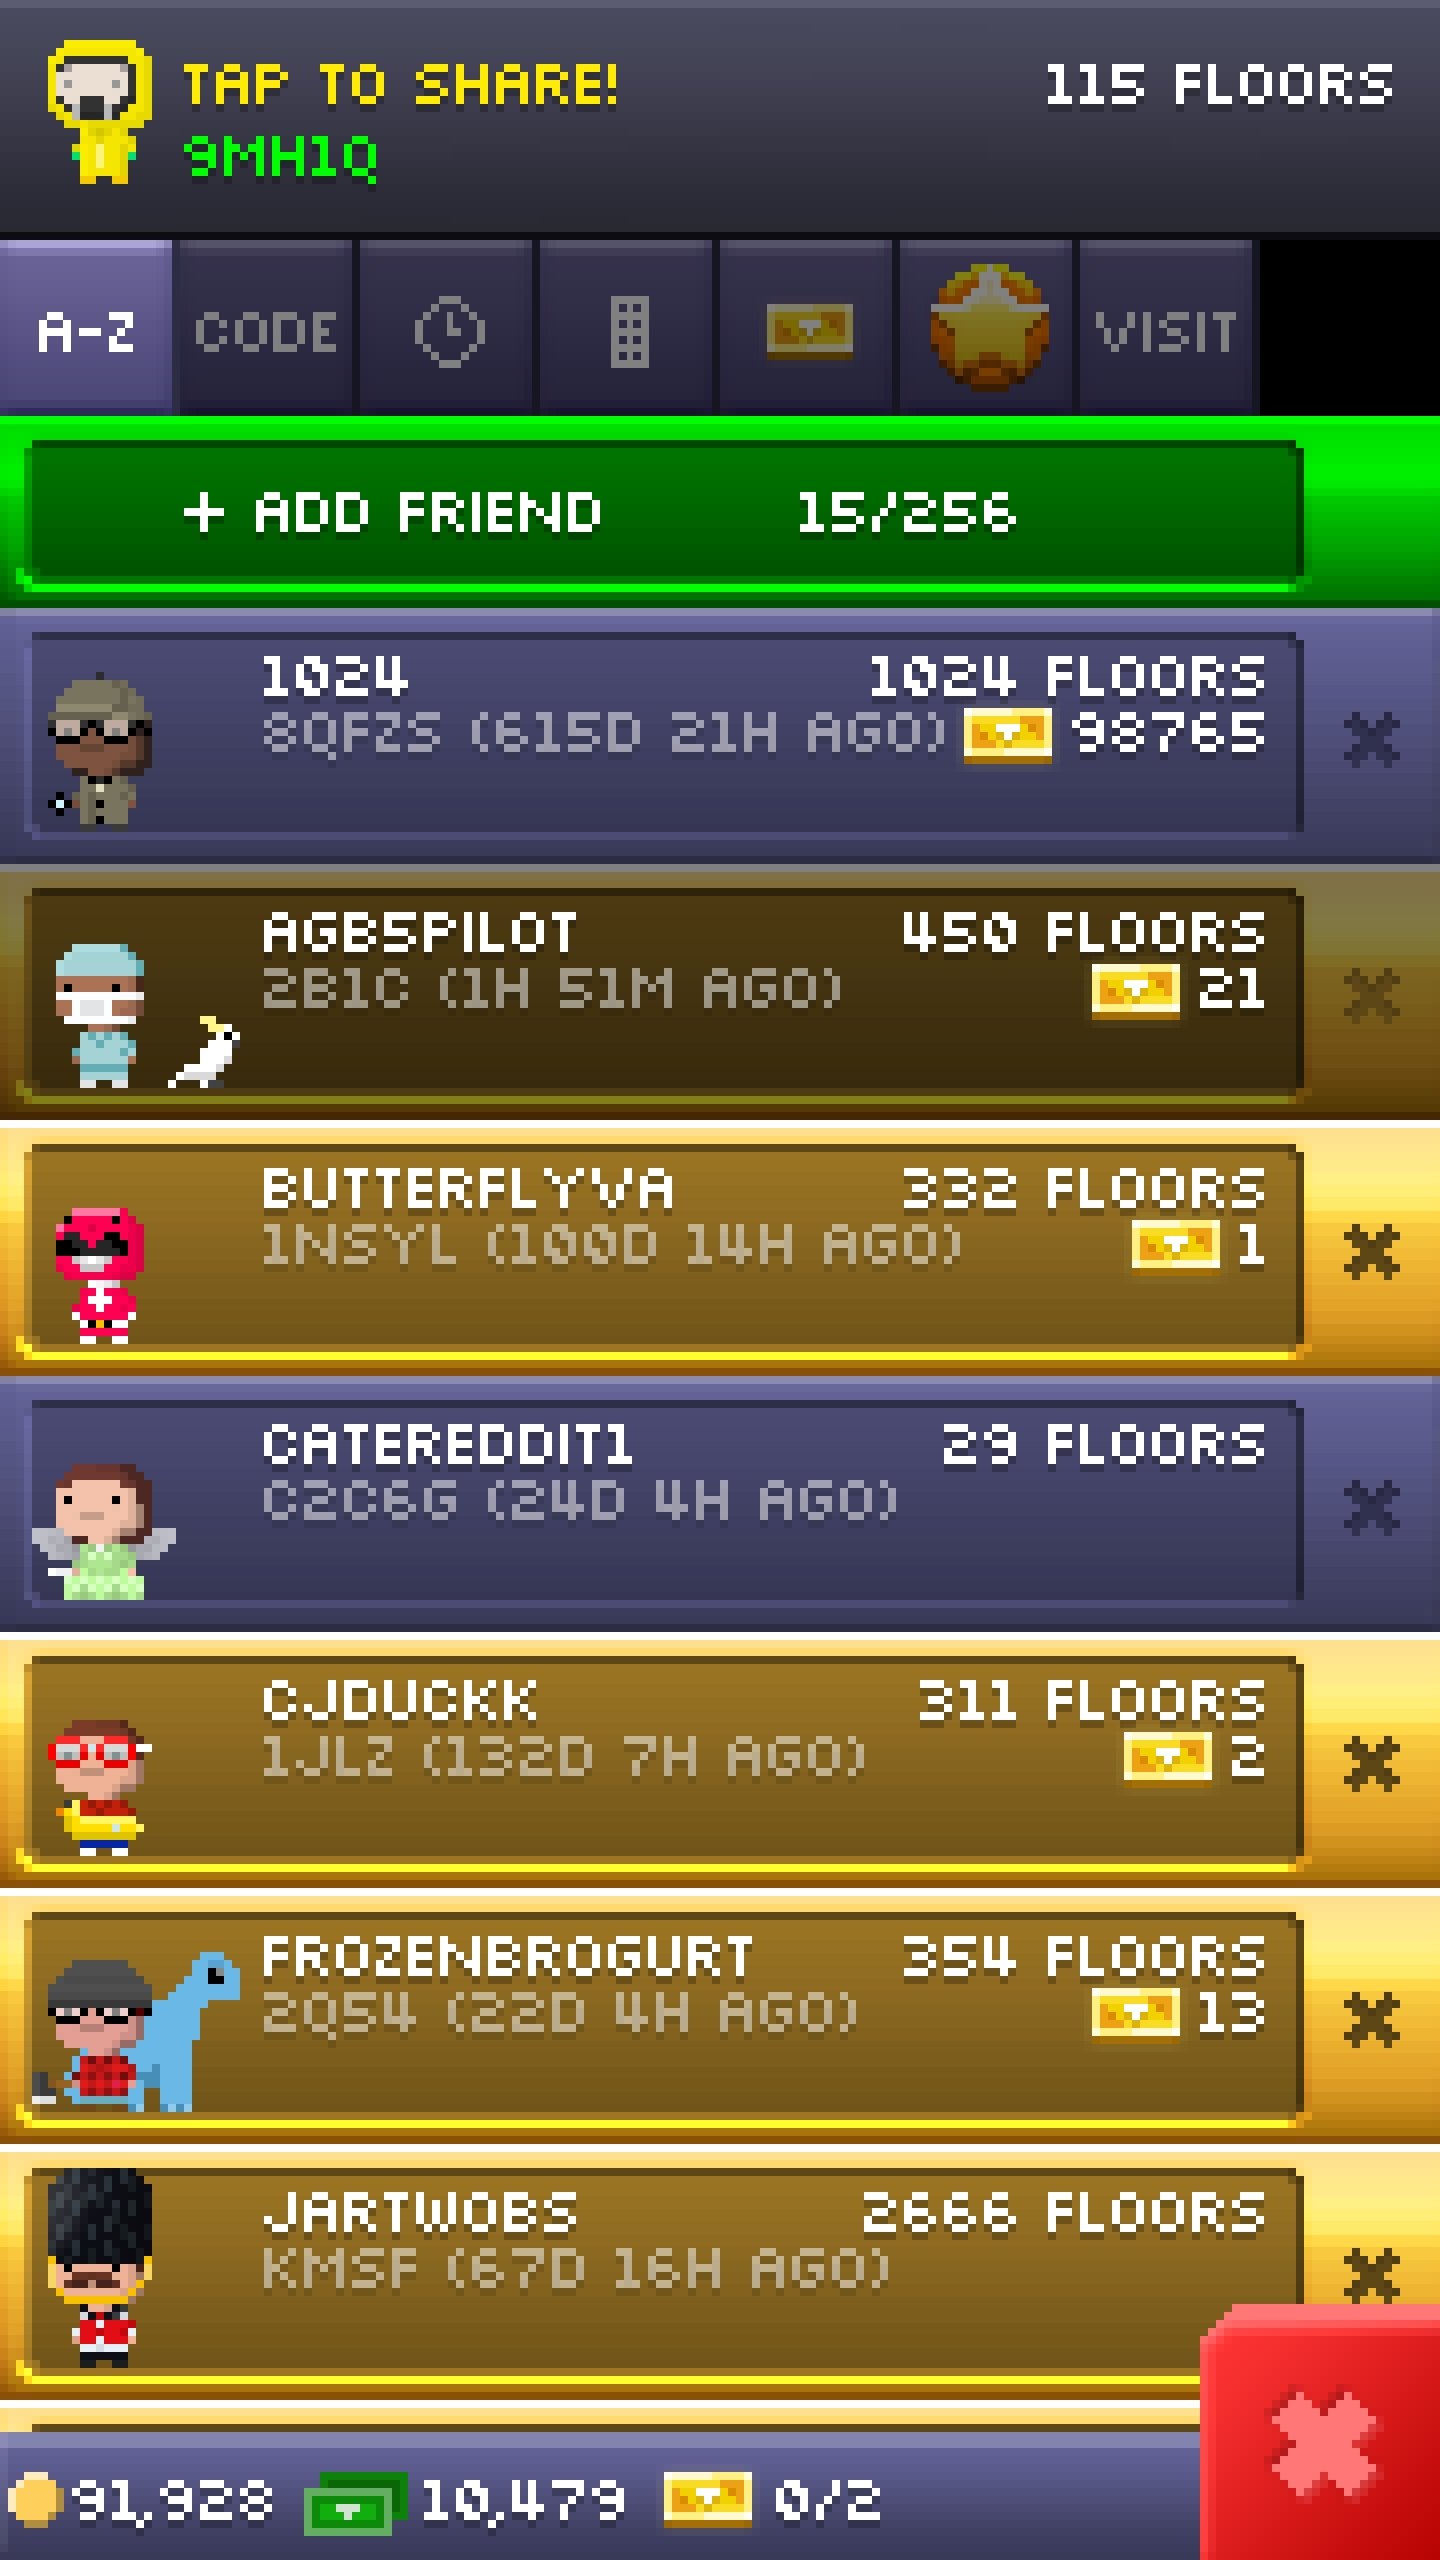 TAP TO SHARE! 115 FLOORS
9MH1Q
A-Z CODE VISIT
+ ADD FRIEND 15/256
1024 1024 FLOORS
8QFZS (615D 21H AGO) 98765
AGB5PILOT 450 FLOORS
2B1C (1H 51M AGO) 21
BUTTERFLYVA 332 FLOORS
1NSYL (100D 14H AGO) 1
CATEREDDIT1 29 FLOORS
C2C6G (24D 4H AGO)
CJDUCKK 311 FLOORS
1JLZ (132D 7H AGO) 2
FROZENBROGURT 354 FLOORS
2Q54 (22D 4H AGO) 13
JARTWOBS 2666 FLOORS
KMSF (67D 16H AGO)
91,928 10,479 0/2